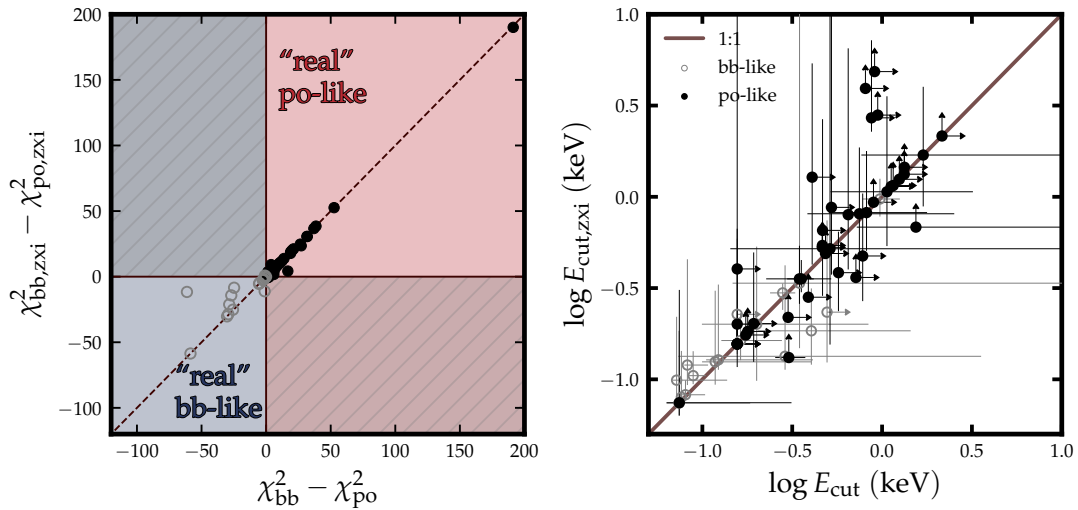 200
150
100
50
0
−50
−100
χ²bb,zxi − χ²po,zxi
“real”
po-like
“real”
bb-like
−100 −50 0 50 100 150 200
χ²bb − χ²po
1.0
0.5
0.0
−0.5
−1.0
log Ecut,zxi (keV)
1:1
bb-like
po-like
−1.0 −0.5 0.0 0.5 1.0
log Ecut (keV)